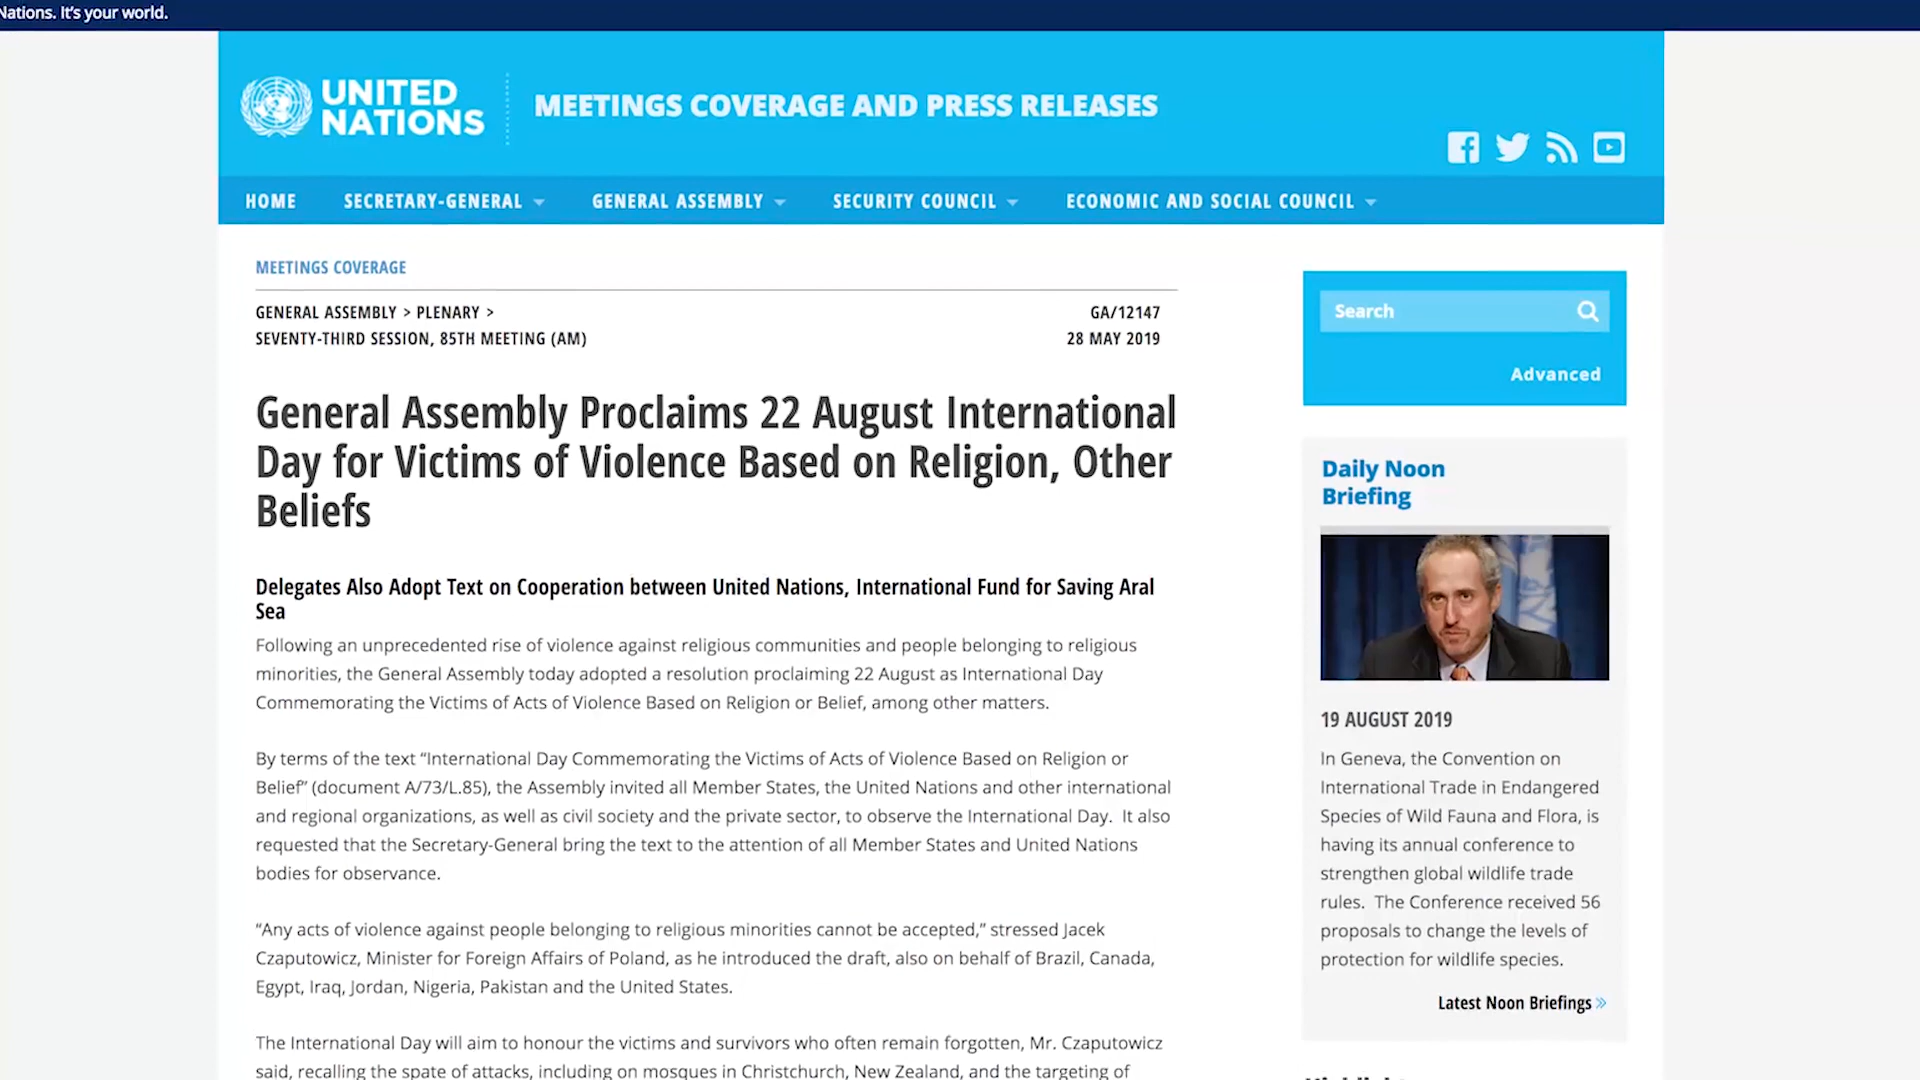 Nations. It's your world.
UNITED
NATIONS
MEETINGS COVERAGE AND PRESS RELEASES
HOME
SECRETARY-GENERAL
GENERAL ASSEMBLY
SECURITY COUNCIL
ECONOMIC AND SOCIAL COUNCIL
MEETINGS COVERAGE
GENERAL ASSEMBLY > PLENARY >
SEVENTY-THIRD SESSION, 85TH MEETING (AM)
GA/12147
28 MAY 2019
General Assembly Proclaims 22 August International
Day for Victims of Violence Based on Religion, Other
Beliefs
Delegates Also Adopt Text on Cooperation between United Nations, International Fund for Saving Aral
Sea
Following an unprecedented rise of violence against religious communities and people belonging to religious
minorities, the General Assembly today adopted a resolution proclaiming 22 August as International Day
Commemorating the Victims of Acts of Violence Based on Religion or Belief, among other matters.
By terms of the text “International Day Commemorating the Victims of Acts of Violence Based on Religion or
Belief” (document A/73/L.85), the Assembly invited all Member States, the United Nations and other international
and regional organizations, as well as civil society and the private sector, to observe the International Day.  It also
requested that the Secretary-General bring the text to the attention of all Member States and United Nations
bodies for observance.
“Any acts of violence against people belonging to religious minorities cannot be accepted,” stressed Jacek
Czaputowicz, Minister for Foreign Affairs of Poland, as he introduced the draft, also on behalf of Brazil, Canada,
Egypt, Iraq, Jordan, Nigeria, Pakistan and the United States.
The International Day will aim to honour the victims and survivors who often remain forgotten, Mr. Czaputowicz
said, recalling the spate of attacks, including on mosques in Christchurch, New Zealand, and the targeting of
Search
Advanced
Daily Noon
Briefing
19 AUGUST 2019
In Geneva, the Convention on
International Trade in Endangered
Species of Wild Fauna and Flora, is
having its annual conference to
strengthen global wildlife trade
rules.  The Conference received 56
proposals to change the levels of
protection for wildlife species.
Latest Noon Briefings »